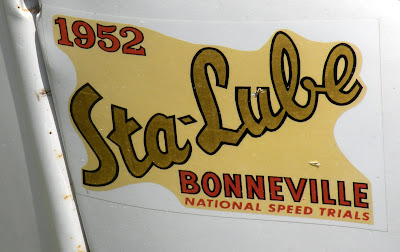 1952
Sta-Lube
BONNEVILLE
NATIONAL SPEED TRIALS